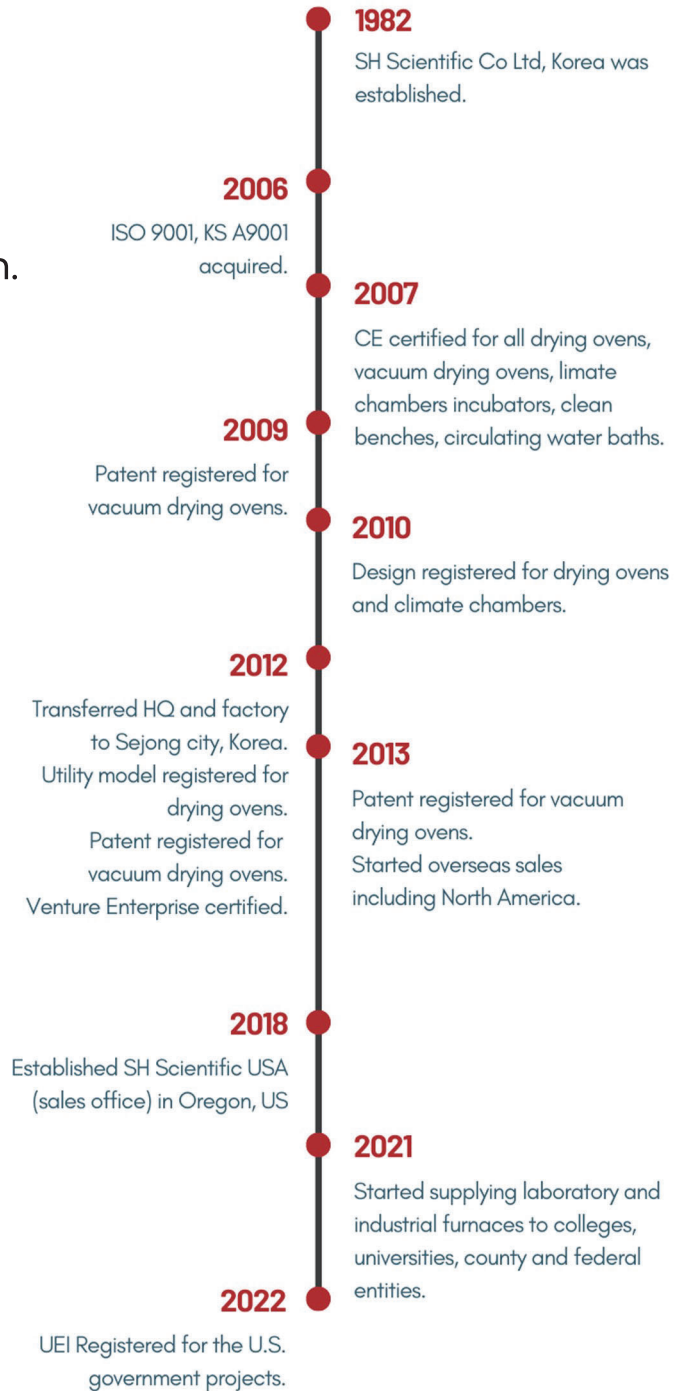 1982
SH Scientific Co Ltd, Korea was
established.
2006
ISO 9001, KS A9001
acquired.
n.
2007
CE certified for all drying ovens,
vacuum drying ovens, limate
chambers incubators, clean
benches, circulating water baths.
2009
Patent registered for
vacuum drying ovens.
2010
Design registered for drying ovens
and climate chambers.
2012
Transferred HQ and factory
to Sejong city, Korea.
Utility model registered for
drying ovens.
Patent registered for
vacuum drying ovens.
Venture Enterprise certified.
2013
Patent registered for vacuum
drying ovens.
Started overseas sales
including North America.
2018
Established SH Scientific USA
(sales office) in Oregon, US
2021
Started supplying laboratory and
industrial furnaces to colleges,
universities, county and federal
entities.
2022
UEI Registered for the U.S.
government projects.